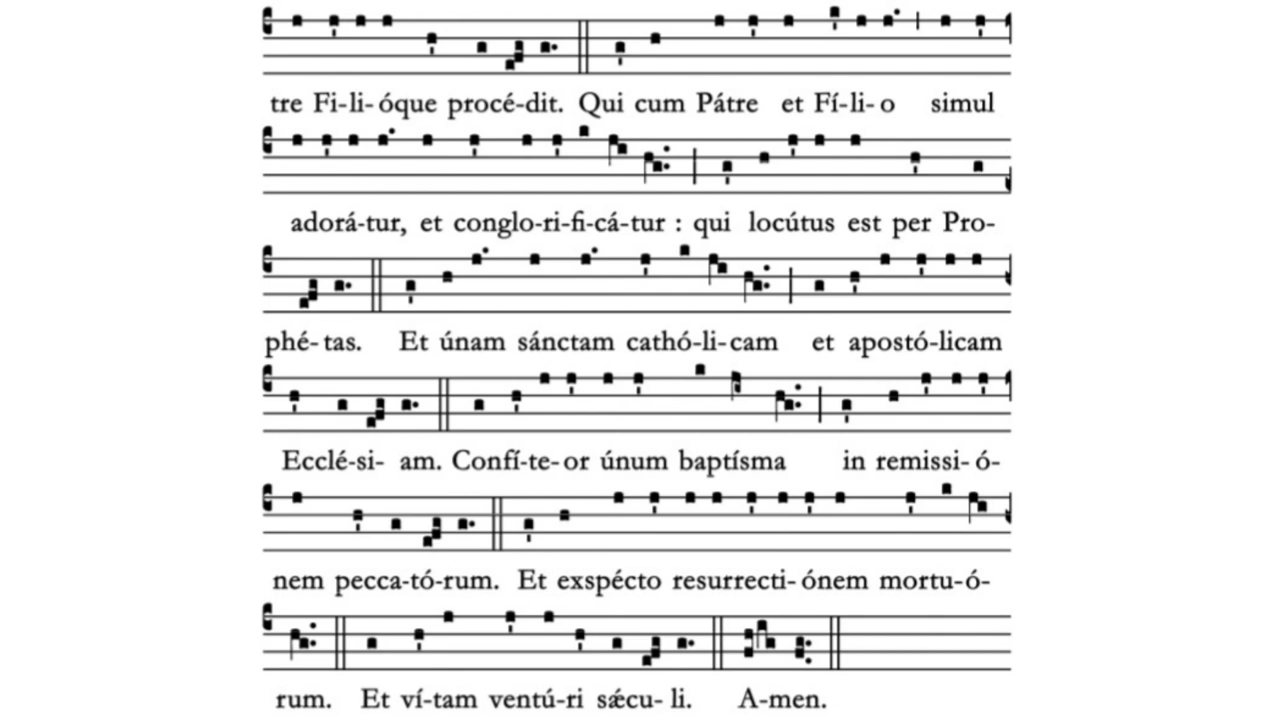 tre Fi-li-óque procé-dit. Qui cum Pátre et Fí-li-o simul
adorá-tur, et conglo-ri-fi-cá-tur : qui locútus est per Pro-
phé-tas. Et únam sánctam cathó-li-cam et apostó-licam
Ecclé-si- am. Confí-te-or únum baptísma in remissi-ó-
nem pecca-tó-rum. Et exspécto resurrecti-ónem mortu-ó-
rum. Et ví-tam ventú-ri sǽcu-li. A-men.